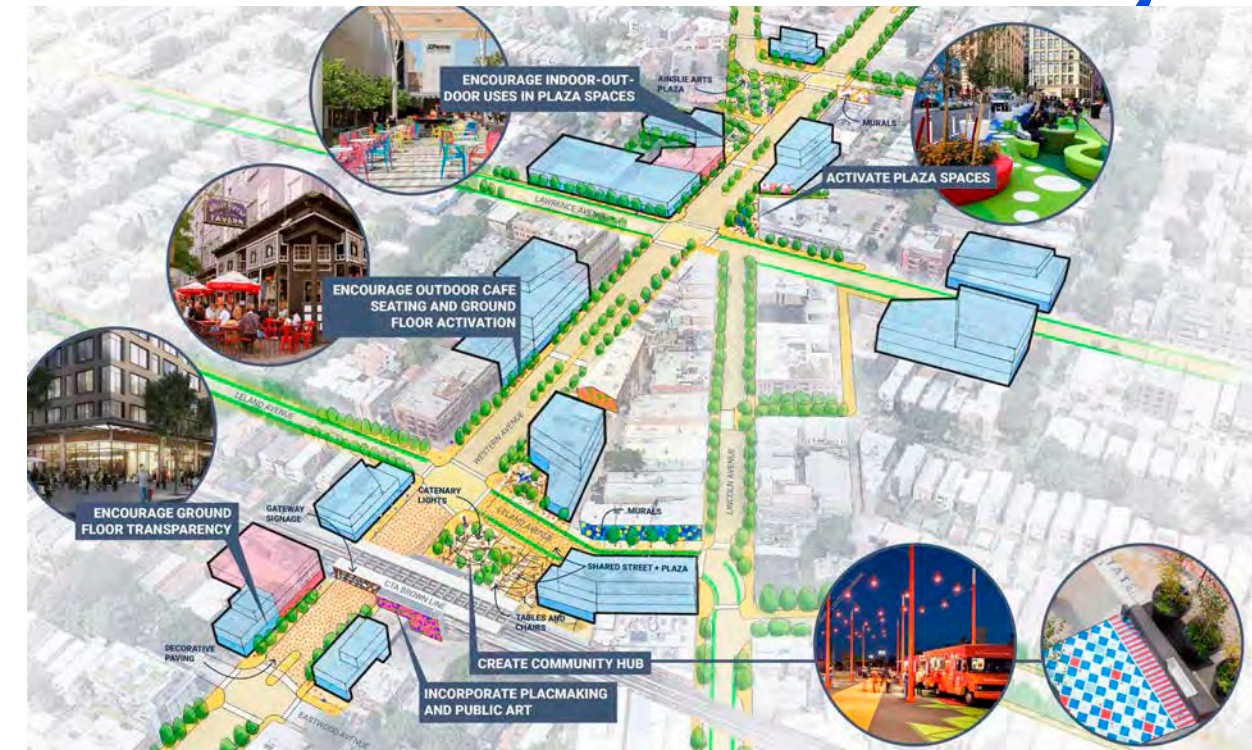 JCPenney
ENCOURAGE INDOOR-OUT-
DOOR USES IN PLAZA SPACES
AINSLIE ARTS
PLAZA
MURALS
ACTIVATE PLAZA SPACES
LAWRENCE AVENUE
TAVERN
ENCOURAGE OUTDOOR CAFE
SEATING AND GROUND
FLOOR ACTIVATION
LELAND AVENUE
WESTERN AVENUE
LINCOLN AVENUE
ENCOURAGE GROUND
FLOOR TRANSPARENCY
GATEWAY
SIGNAGE
CATENARY
LIGHTS
LELAND AVENUE
MURALS
SHARED STREET + PLAZA
CTA BROWN LINE
TABLES AND
CHAIRS
DECORATIVE
PAVING
CREATE COMMUNITY HUB
INCORPORATE PLACMAKING
AND PUBLIC ART
EASTWOOD AVENUE